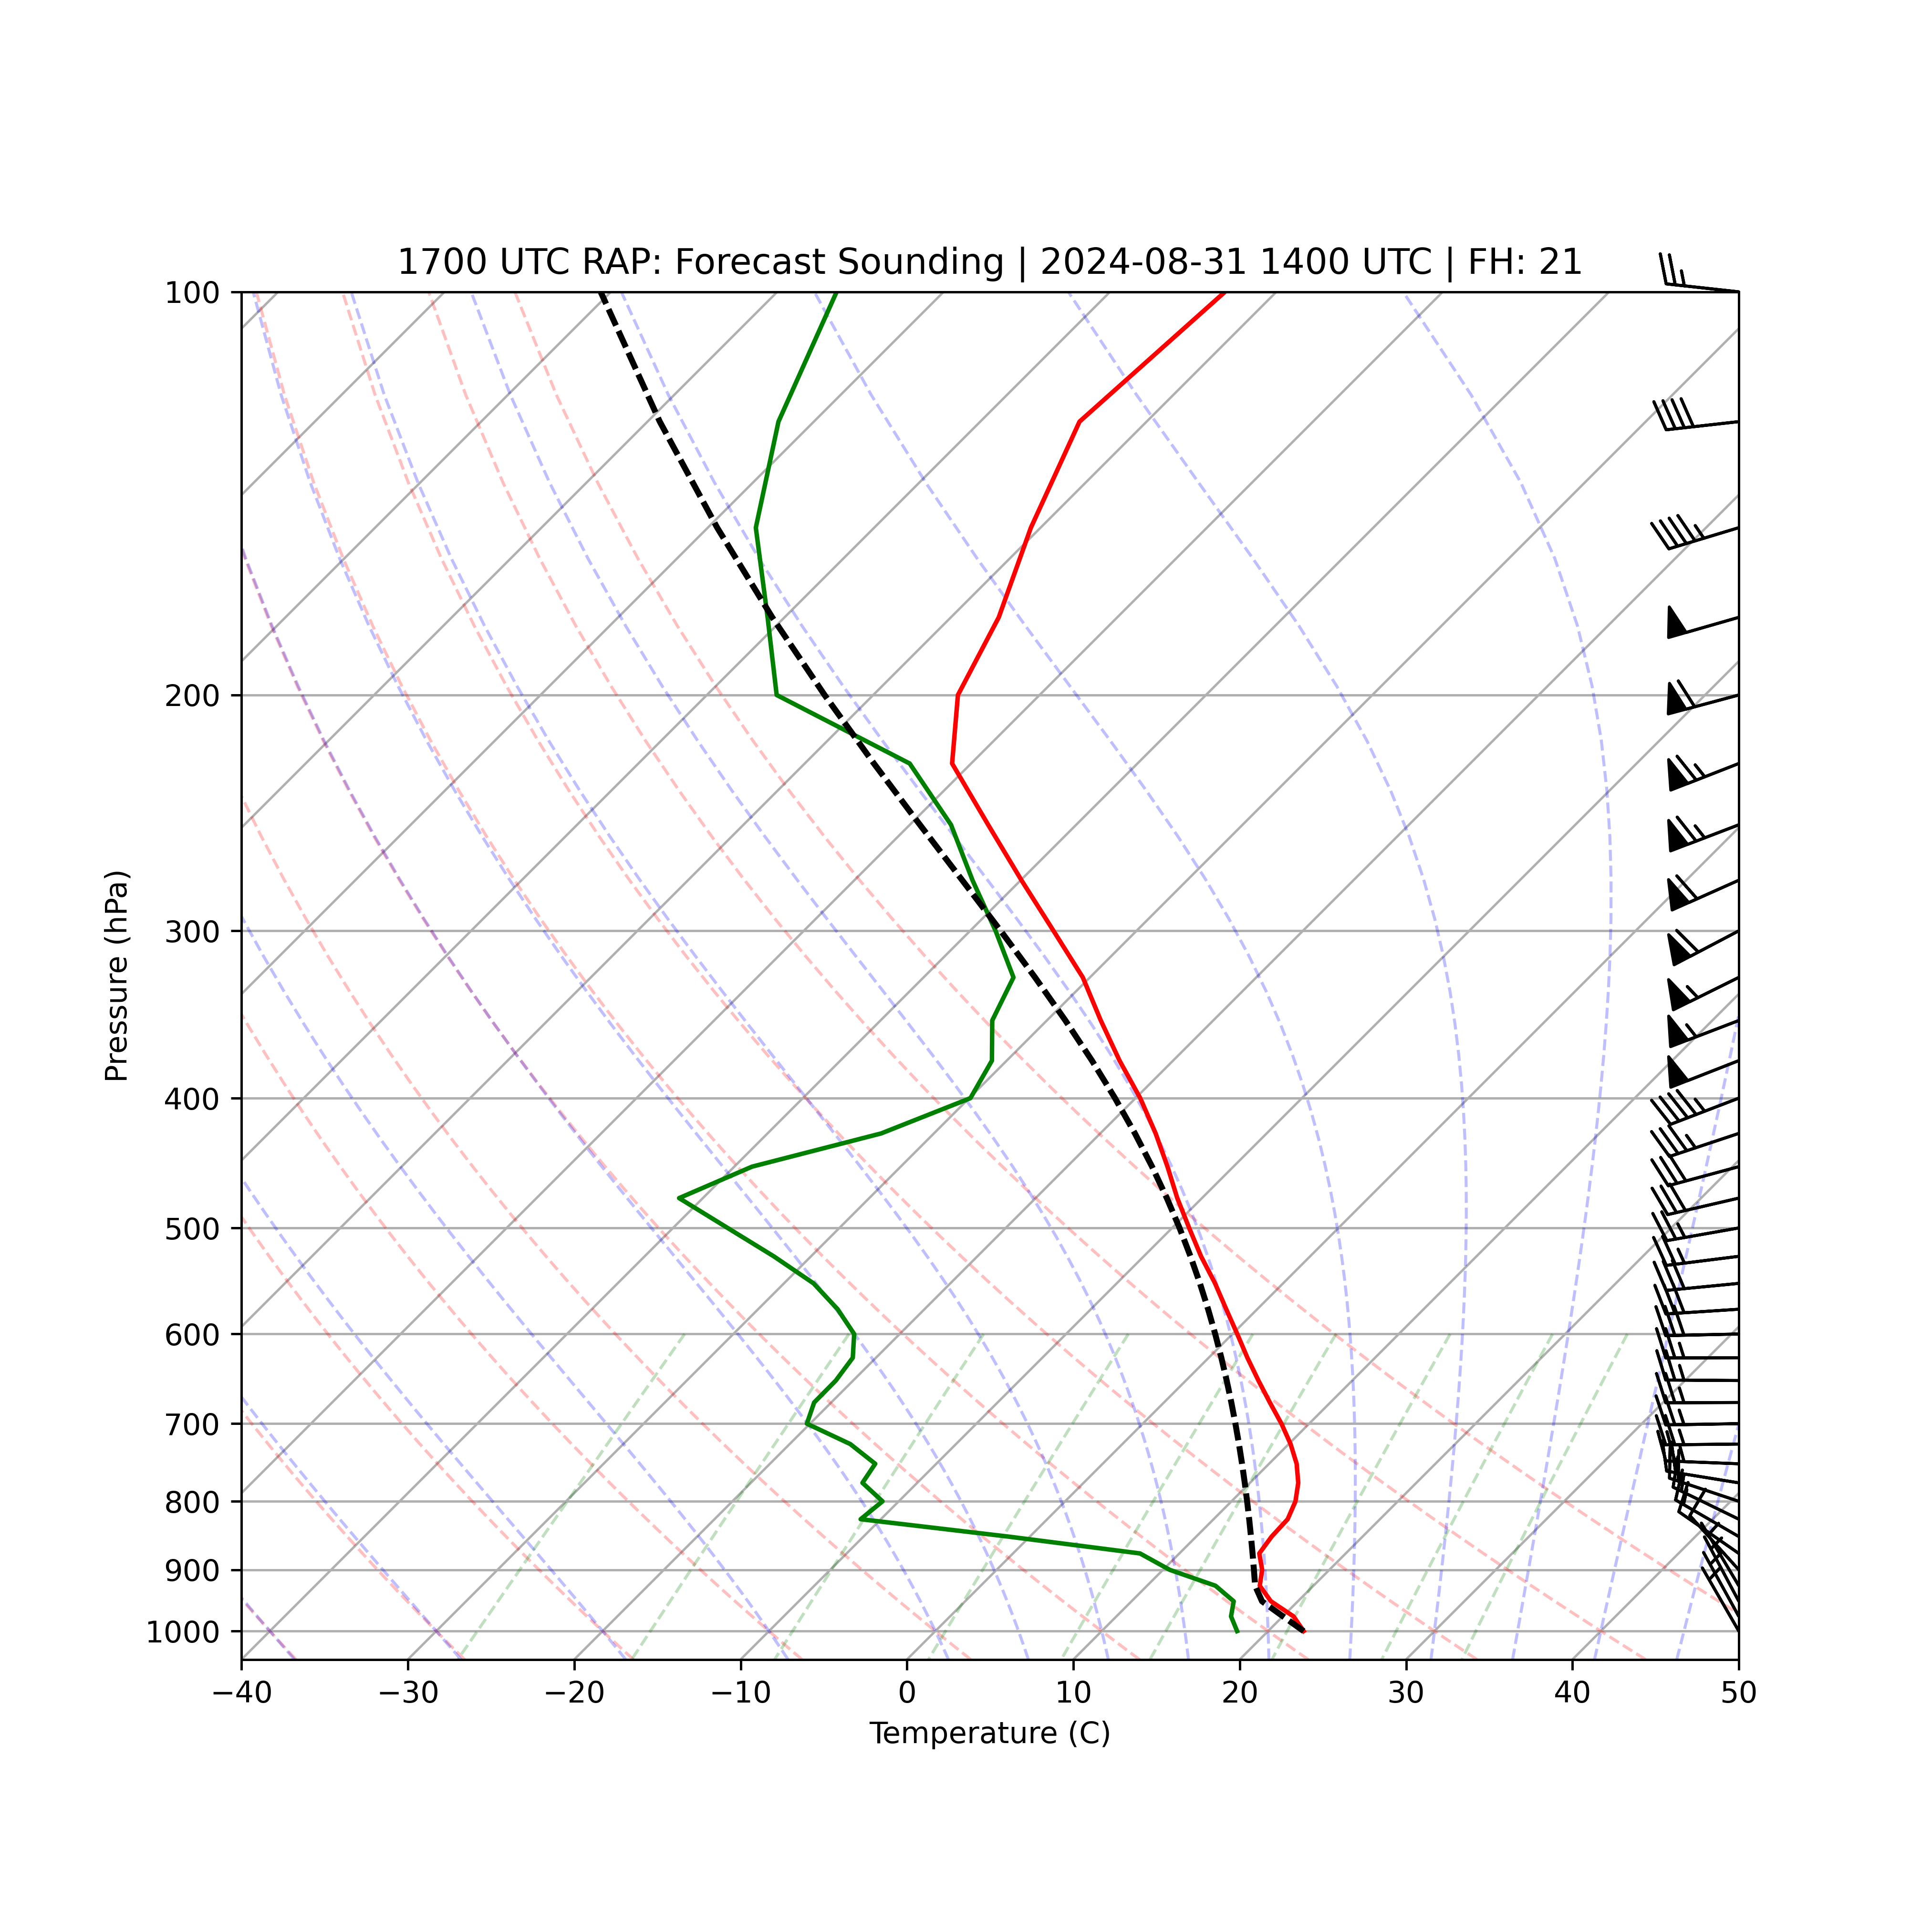 1700 UTC RAP: Forecast Sounding | 2024-08-31 1400 UTC | FH: 21
100
200
300
400
500
600
700
800
900
1000
Pressure (hPa)
−40 −30 −20 −10 0 10 20 30 40 50
Temperature (C)